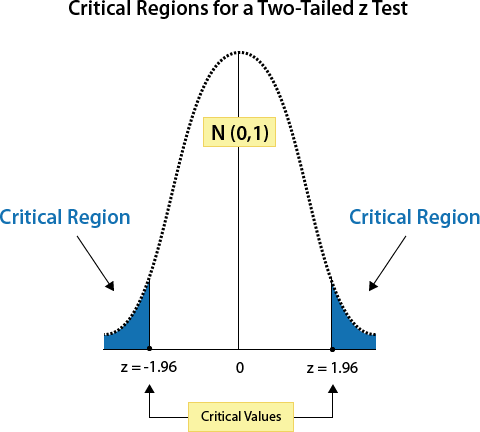 Critical Regions for a Two-Tailed z Test
N (0,1)
Critical Region
Critical Region
z = -1.96
0
z = 1.96
Critical Values